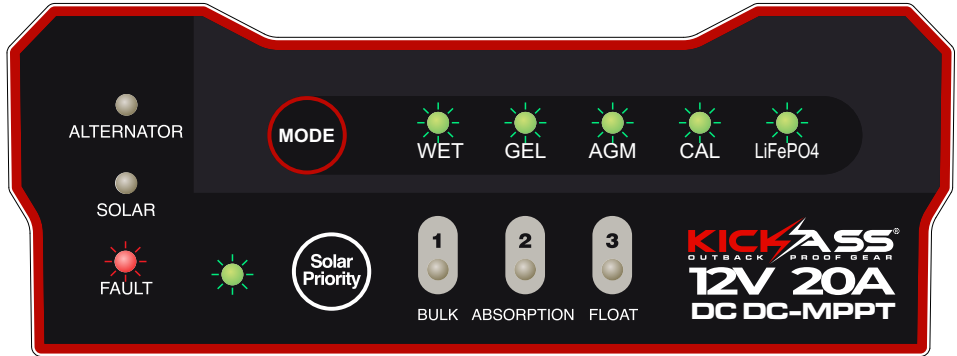 ALTERNATOR
SOLAR
FAULT
MODE
WET GEL AGM CAL LiFePO4
Solar
Priority
1 2 3
BULK ABSORPTION FLOAT
KICKASS®
OUTBACK PROOF GEAR
12V 20A
DC DC-MPPT